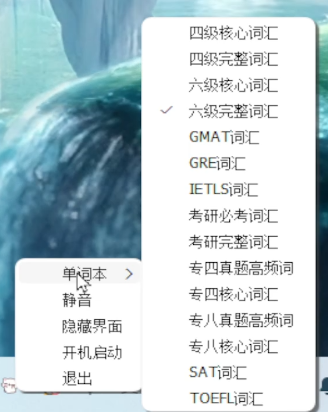 四级核心词汇
四级完整词汇
六级核心词汇
六级完整词汇
GMAT词汇
GRE词汇
IETLS词汇
考研必考词汇
考研完整词汇
专四真题高频词
专四核心词汇
专八真题高频词
专八核心词汇
SAT词汇
TOEFL词汇
单词本
静音
隐藏界面
开机启动
退出